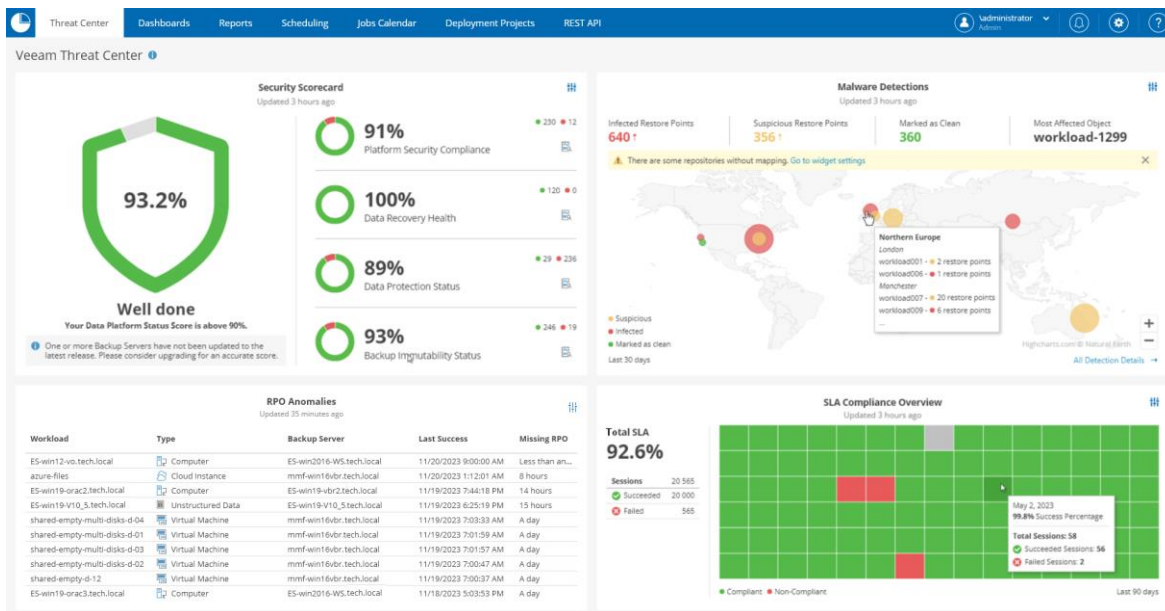 Threat Center Dashboards Reports Scheduling Jobs Calendar Deployment Projects REST API \administrator
Admin
Veeam Threat Center
Security Scorecard
Updated 3 hours ago
93.2%
Well done
Your Data Platform Status Score is above 90%.
One or more Backup Servers have not been updated to the
latest release. Please consider upgrading for an accurate score.
91% 230 12
Platform Security Compliance
100% 120 0
Data Recovery Health
89% 29 236
Data Protection Status
93% 246 19
Backup Immutability Status
Malware Detections
Updated 3 hours ago
Infected Restore Points Suspicious Restore Points Marked as Clean Most Affected Object
640↑ 356↑ 360 workload-1299
There are some repositories without mapping. Go to widget settings
Northern Europe
London
workload001 - 2 restore points
workload006 - 1 restore points
Manchester
workload007 - 20 restore points
workload009 - 6 restore points
...
Suspicious
Infected
Marked as clean
Last 30 days
Highcharts.com © Natural Earth
All Detection Details →
RPO Anomalies
Updated 35 minutes ago
Workload Type Backup Server Last Success Missing RPO
ES-win12-vo.tech.local Computer ES-win2016-WS.tech.local 11/20/2023 9:00:00 AM Less than an...
azure-files Cloud Instance mmf-win16vbr.tech.local 11/20/2023 1:12:01 AM 8 hours
ES-win19-orac2.tech.local Computer ES-win19-vbr2.tech.local 11/19/2023 7:44:18 PM 14 hours
ES-win19-V10_5.tech.local Unstructured Data ES-win19-V10_5.tech.local 11/19/2023 6:25:19 PM 15 hours
shared-empty-multi-disks-d-04 Virtual Machine mmf-win16vbr.tech.local 11/19/2023 7:03:33 AM A day
shared-empty-multi-disks-d-01 Virtual Machine mmf-win16vbr.tech.local 11/19/2023 7:01:59 AM A day
shared-empty-multi-disks-d-03 Virtual Machine mmf-win16vbr.tech.local 11/19/2023 7:01:57 AM A day
shared-empty-multi-disks-d-02 Virtual Machine mmf-win16vbr.tech.local 11/19/2023 7:00:47 AM A day
shared-empty-d-12 Virtual Machine mmf-win16vbr.tech.local 11/19/2023 7:00:37 AM A day
ES-win19-orac3.tech.local Computer ES-win2016-WS.tech.local 11/18/2023 5:03:53 PM A day
SLA Compliance Overview
Updated 3 hours ago
Total SLA
92.6%
Sessions 20 565
Succeeded 20 000
Failed 565
May 2, 2023
99.8% Success Percentage
Total Sessions: 58
Succeeded Sessions: 56
Failed Sessions: 2
Compliant Non-Compliant Last 90 days